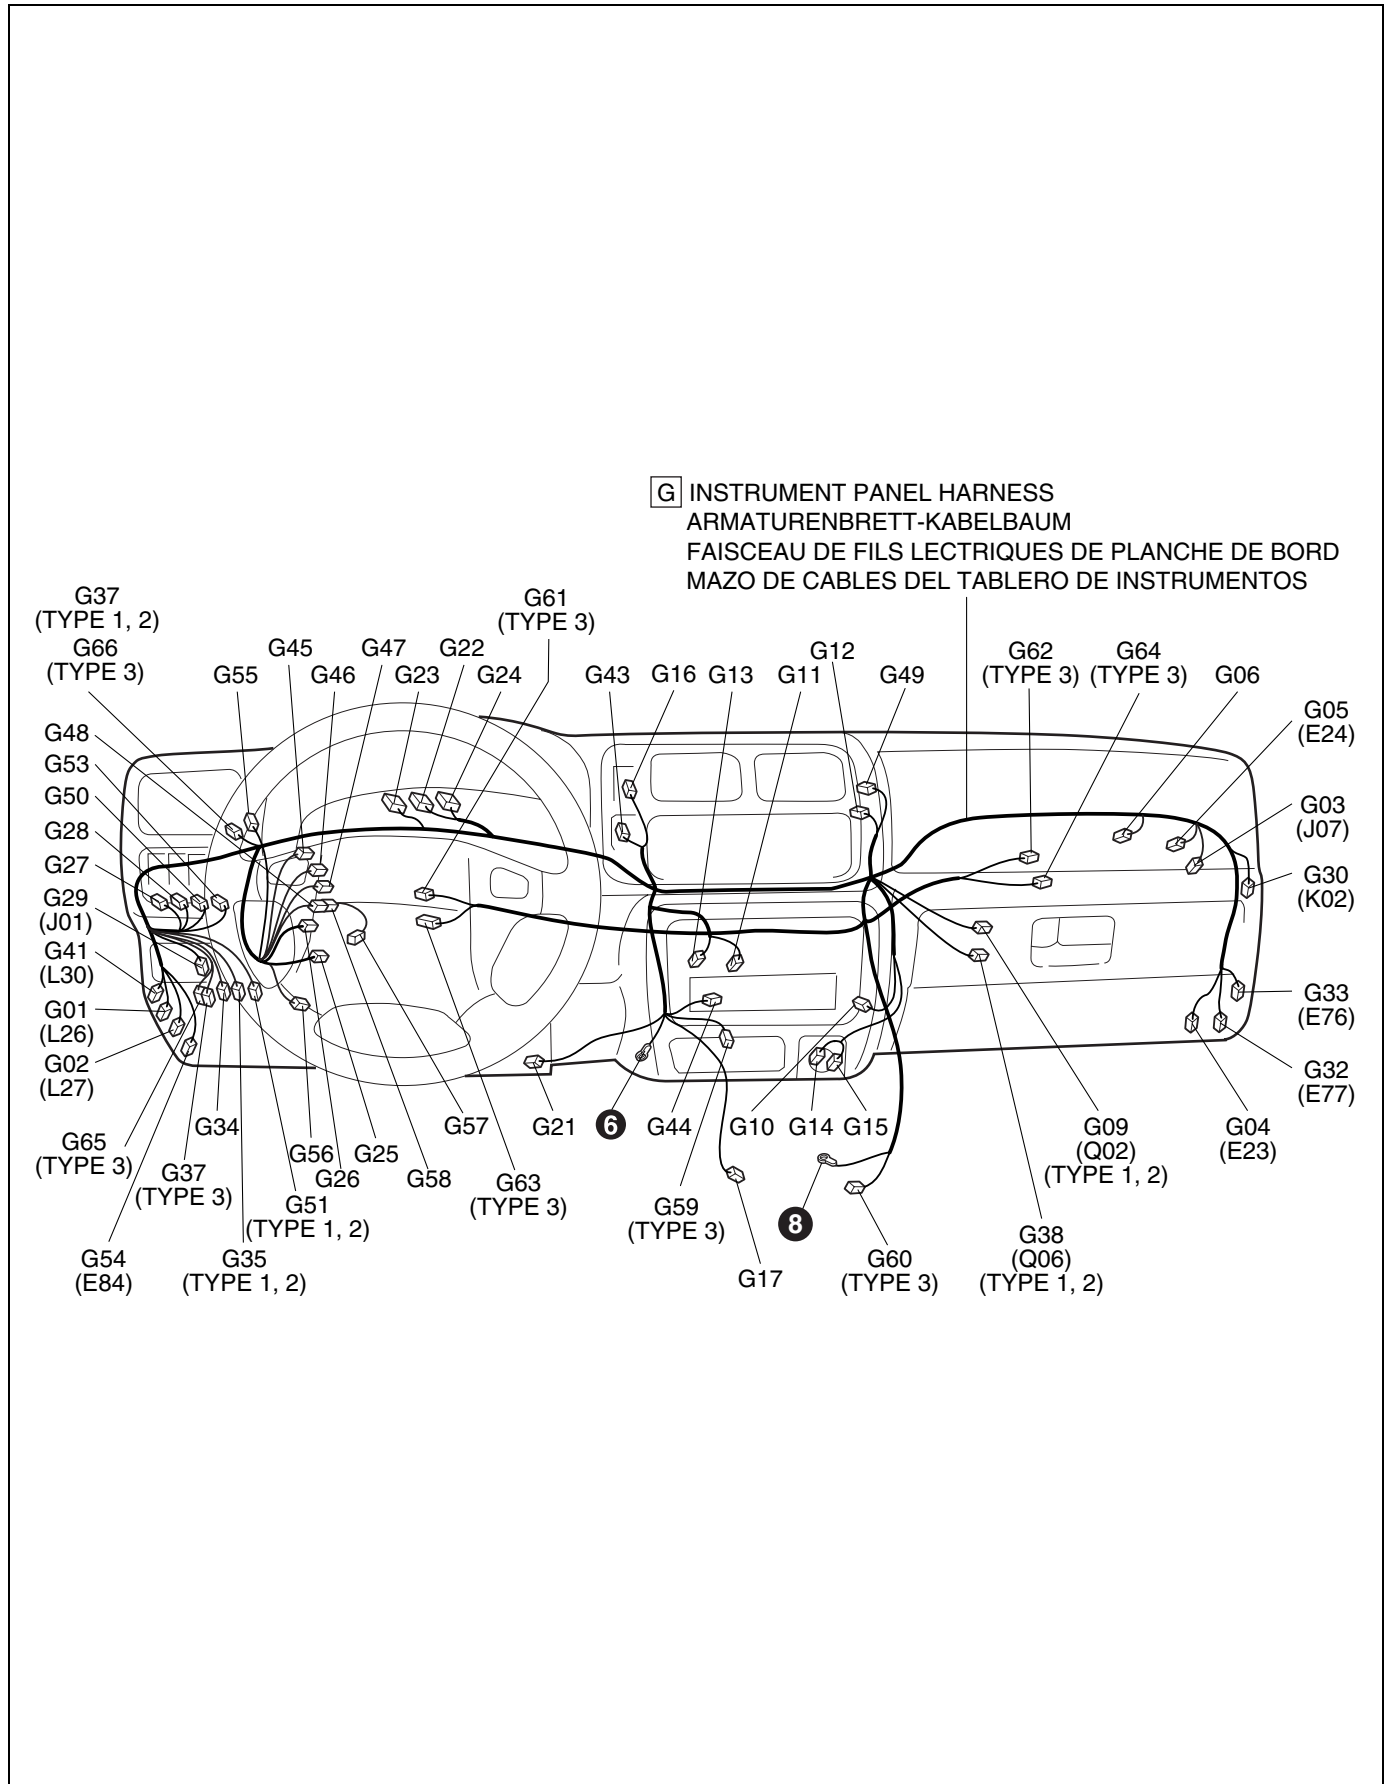 G INSTRUMENT PANEL HARNESS
ARMATURENBRETT-KABELBAUM
FAISCEAU DE FILS LECTRIQUES DE PLANCHE DE BORD
MAZO DE CABLES DEL TABLERO DE INSTRUMENTOS
G37
(TYPE 1, 2)
G66
(TYPE 3)
G55
G45
G46
G47
G23
G22
G24
G61
(TYPE 3)
G43
G16
G13
G11
G12
G49
G62
(TYPE 3)
G64
(TYPE 3)
G06
G05
(E24)
G03
(J07)
G30
(K02)
G33
(E76)
G32
(E77)
G48
G53
G50
G28
G27
G29
(J01)
G41
(L30)
G01
(L26)
G02
(L27)
G65
(TYPE 3)
G54
(E84)
G37
(TYPE 3)
G34
G35
(TYPE 1, 2)
G51
(TYPE 1, 2)
G56
G26
G25
G58
G57
G63
(TYPE 3)
G21
6
G44
G59
(TYPE 3)
G10
G17
G14
G15
8
G60
(TYPE 3)
G09
(Q02)
(TYPE 1, 2)
G38
(Q06)
(TYPE 1, 2)
G04
(E23)